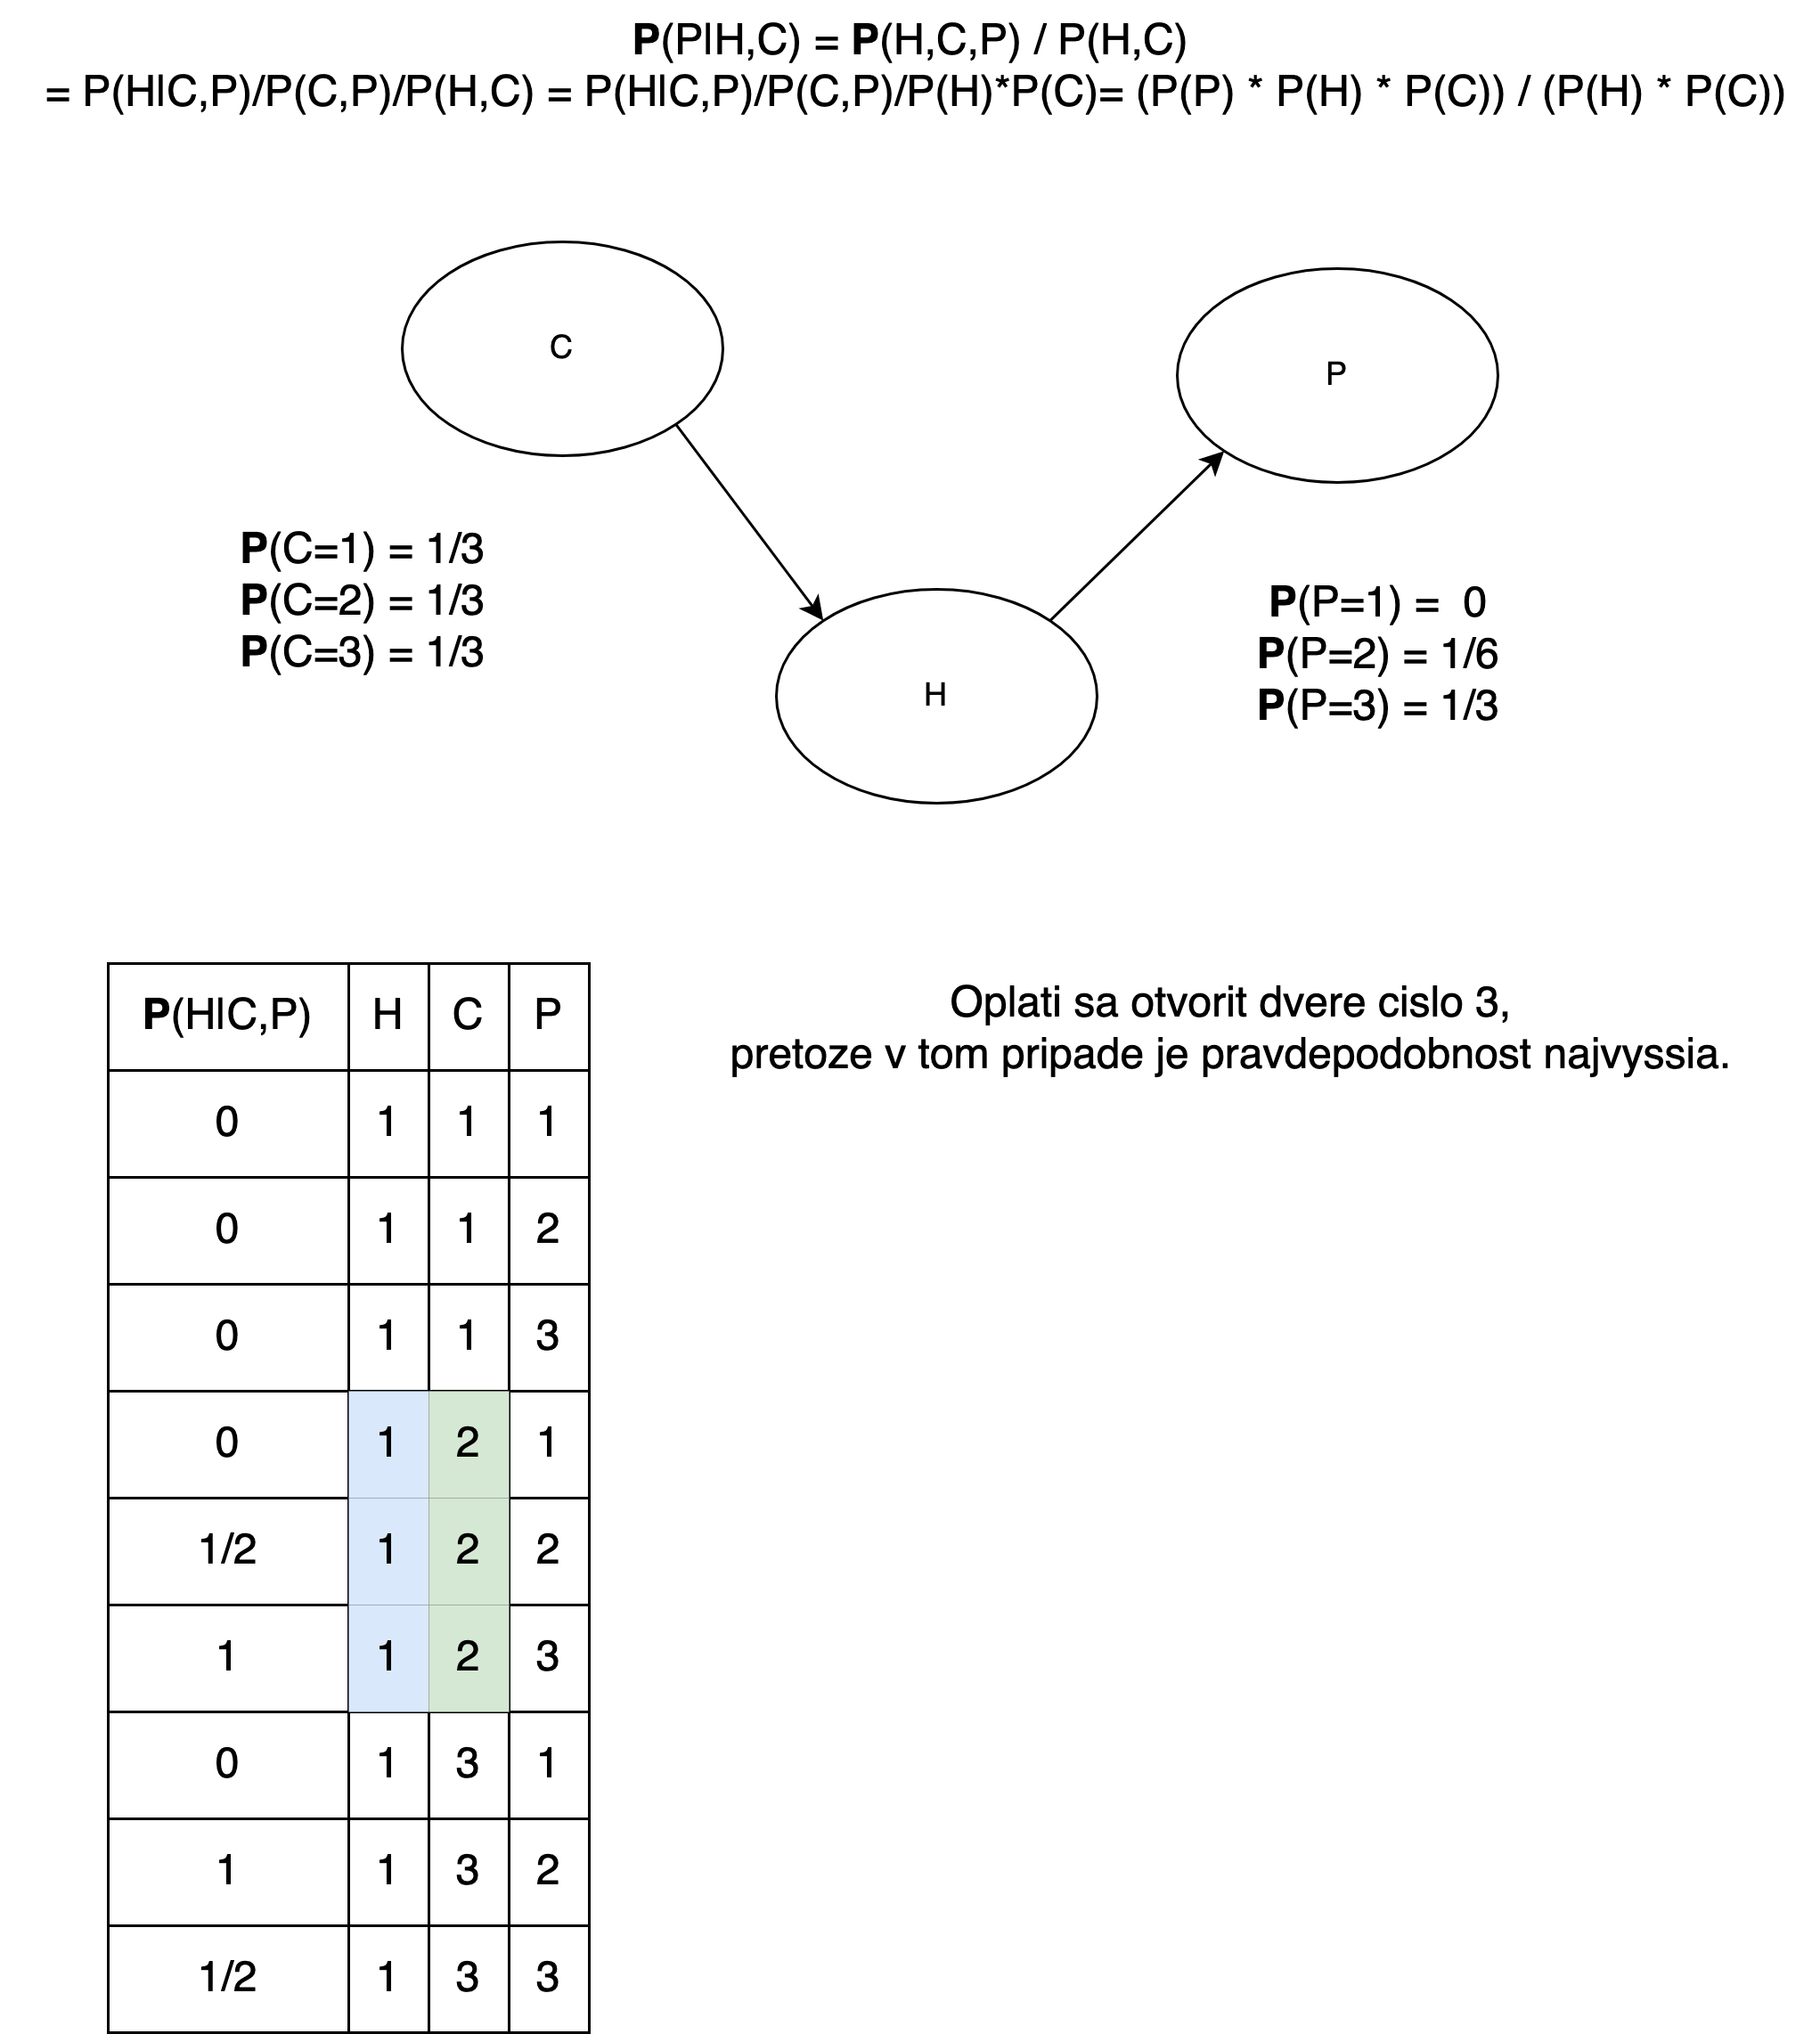 P(P|H,C) = P(H,C,P) / P(H,C)
= P(H|C,P)/P(C,P)/P(H,C) = P(H|C,P)/P(C,P)/P(H)*P(C)= (P(P) * P(H) * P(C)) / (P(H) * P(C))
C
P
P(C=1) = 1/3
P(C=2) = 1/3
P(C=3) = 1/3
P(P=1) = 0
P(P=2) = 1/6
P(P=3) = 1/3
H
P(H|C,P) H C P
0 1 1 1
0 1 1 2
0 1 1 3
0 1 2 1
1/2 1 2 2
1 1 2 3
0 1 3 1
1 1 3 2
1/2 1 3 3
Oplati sa otvorit dvere cislo 3,
pretoze v tom pripade je pravdepodobnost najvyssia.